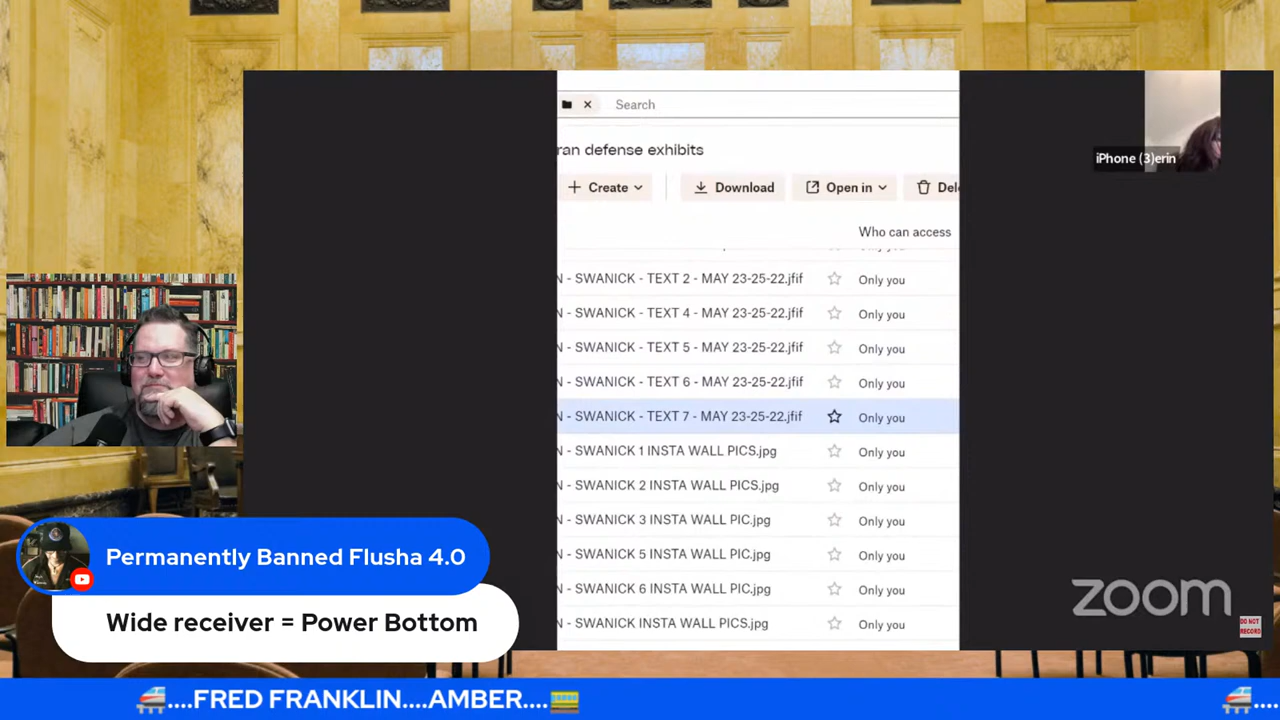 Search
ran defense exhibits
Create
Download
Open in
Del
Who can access
N - SWANICK - TEXT 2 - MAY 23-25-22.jfif
Only you
N - SWANICK - TEXT 4 - MAY 23-25-22.jfif
Only you
N - SWANICK - TEXT 5 - MAY 23-25-22.jfif
Only you
N - SWANICK - TEXT 6 - MAY 23-25-22.jfif
Only you
N - SWANICK - TEXT 7 - MAY 23-25-22.jfif
Only you
N - SWANICK 1 INSTA WALL PICS.jpg
Only you
N - SWANICK 2 INSTA WALL PICS.jpg
Only you
N - SWANICK 3 INSTA WALL PIC.jpg
Only you
N - SWANICK 5 INSTA WALL PIC.jpg
Only you
N - SWANICK 6 INSTA WALL PIC.jpg
Only you
N - SWANICK INSTA WALL PICS.jpg
Only you
iPhone (3)erin
zoom
DO NOT
RECORD
Permanently Banned Flusha 4.0
Wide receiver = Power Bottom
....FRED FRANKLIN....AMBER....
....